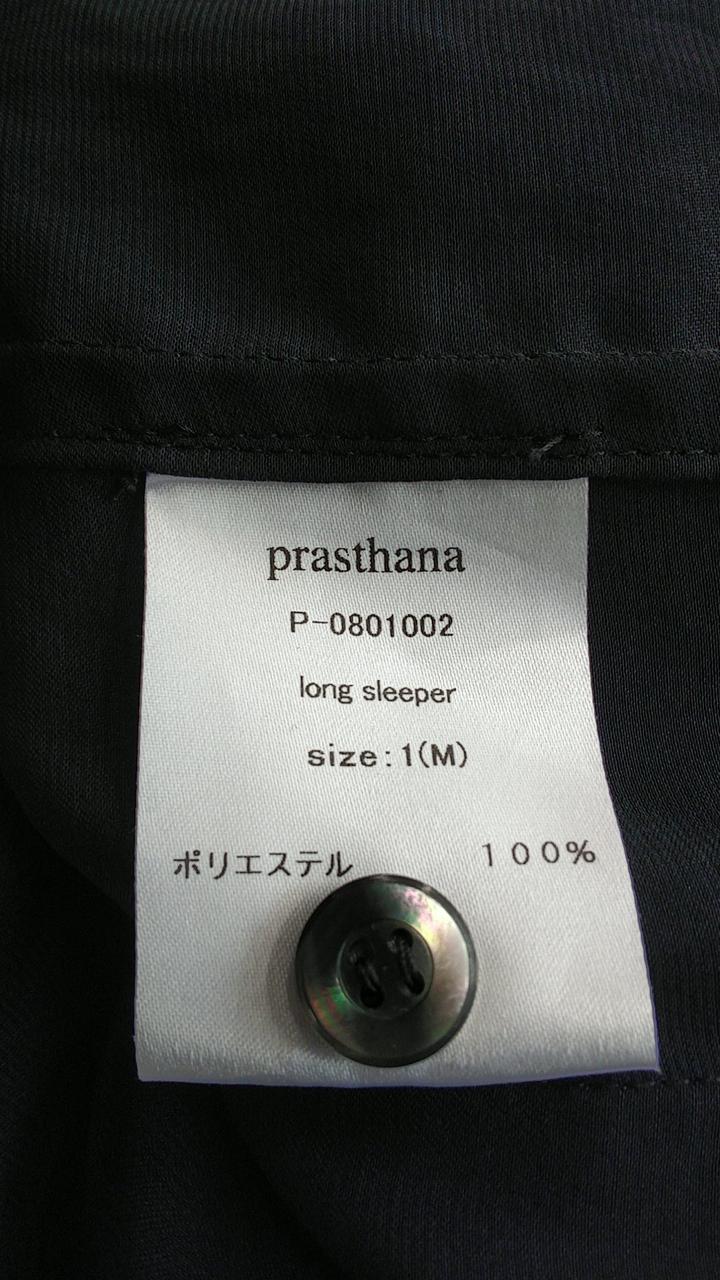 prasthana
P-0801002
long sleeper
size:1(M)
ポリエステル 100%